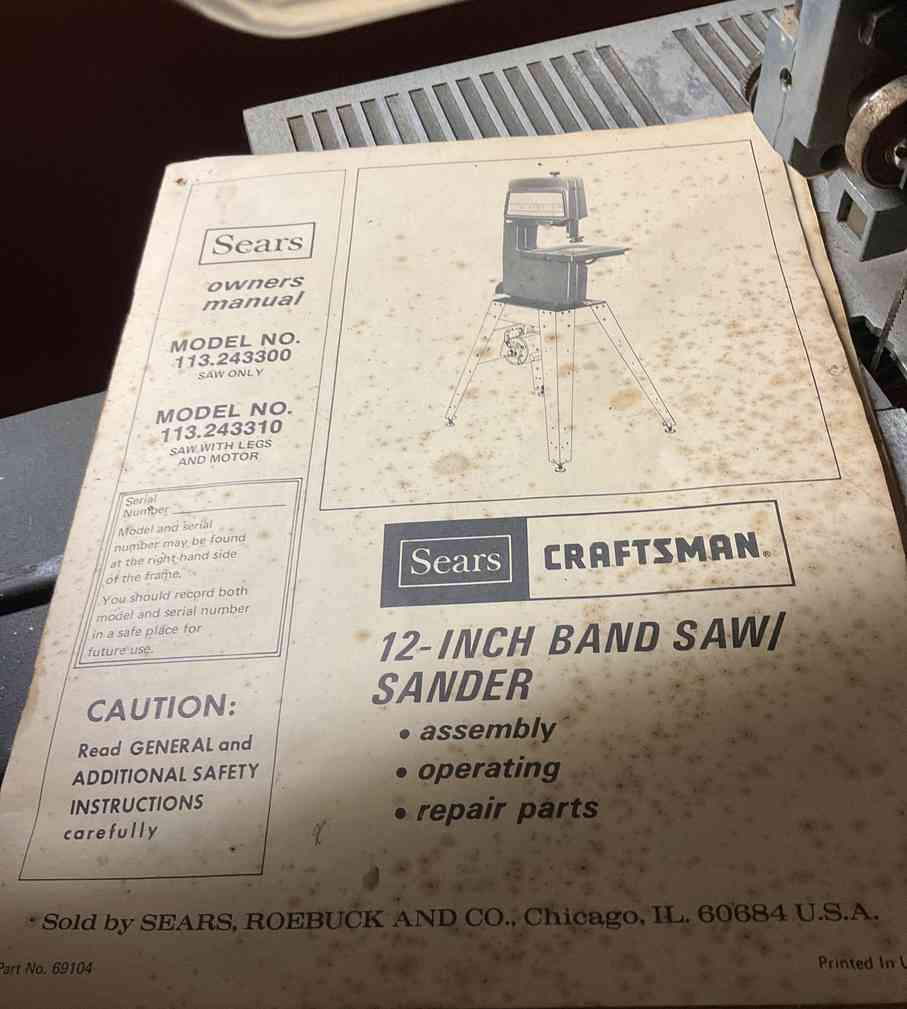 Sears
owners
manual
MODEL NO.
113.243300
SAW ONLY
MODEL NO.
113.243310
SAW WITH LEGS
AND MOTOR
Serial
Number
Model and serial
number may be found
at the right-hand side
of the frame.
You should record both
model and serial number
in a safe place for
future use.
CAUTION:
Read GENERAL and
ADDITIONAL SAFETY
INSTRUCTIONS
carefully
Sears CRAFTSMAN®
12-INCH BAND SAW/
SANDER
• assembly
• operating
• repair parts
Sold by SEARS, ROEBUCK AND CO., Chicago, IL. 60684 U.S.A.
Part No. 69104
Printed In U